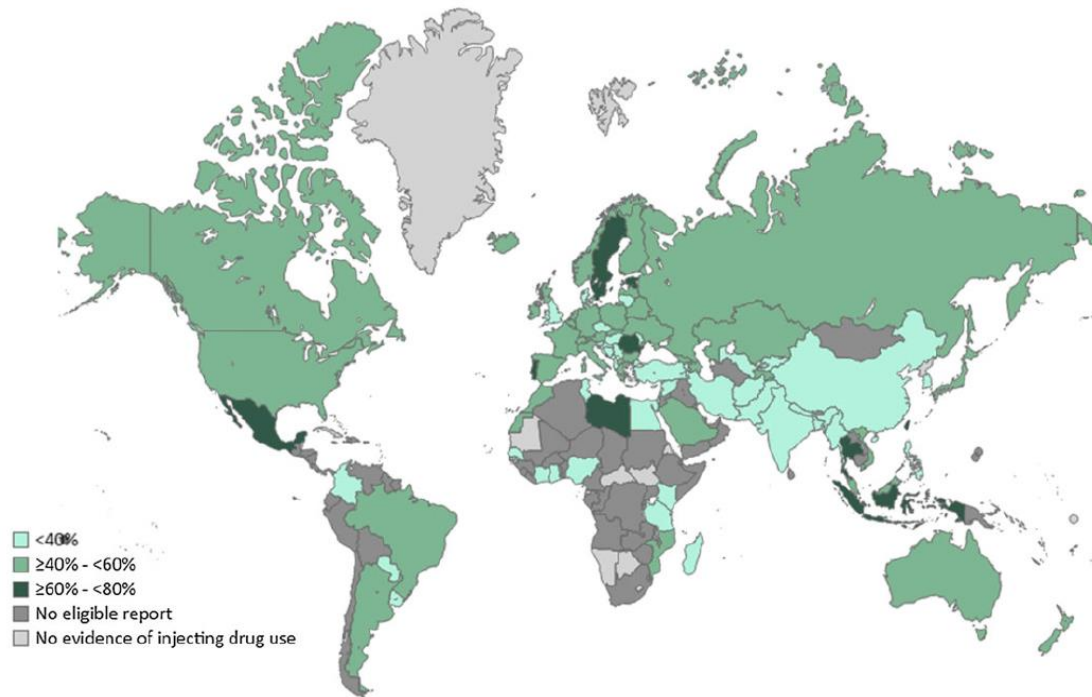 <40%
≥40% - <60%
≥60% - <80%
No eligible report
No evidence of injecting drug use